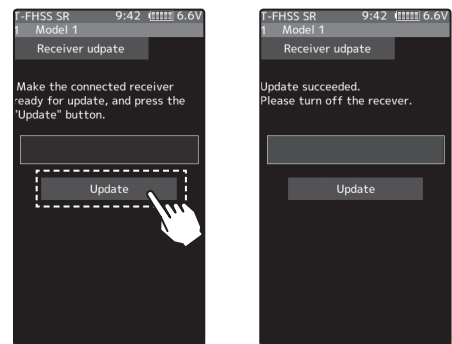 T-FHSS SR 9:42 6.6V
1 Model 1
Receiver udpate
Make the connected receiver
ready for update, and press the
"Update" button.
Update
T-FHSS SR 9:42 6.6V
1 Model 1
Receiver udpate
Update succeeded.
Please turn off the recever.
Update